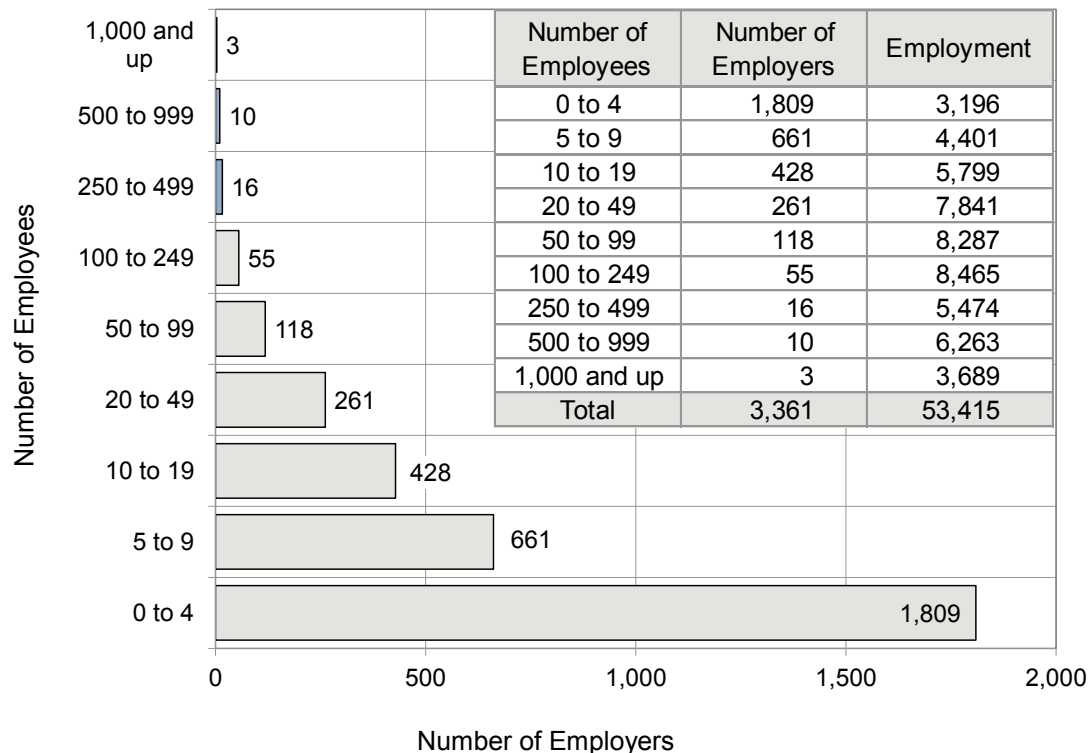 1,000 and
up
3
500 to 999
10
250 to 499
16
100 to 249
55
50 to 99
118
20 to 49
261
10 to 19
428
5 to 9
661
0 to 4
1,809
0 500 1,000 1,500 2,000
Number of Employers
Number of Employees
Number of Employees Number of Employers Employment
0 to 4 1,809 3,196
5 to 9 661 4,401
10 to 19 428 5,799
20 to 49 261 7,841
50 to 99 118 8,287
100 to 249 55 8,465
250 to 499 16 5,474
500 to 999 10 6,263
1,000 and up 3 3,689
Total 3,361 53,415